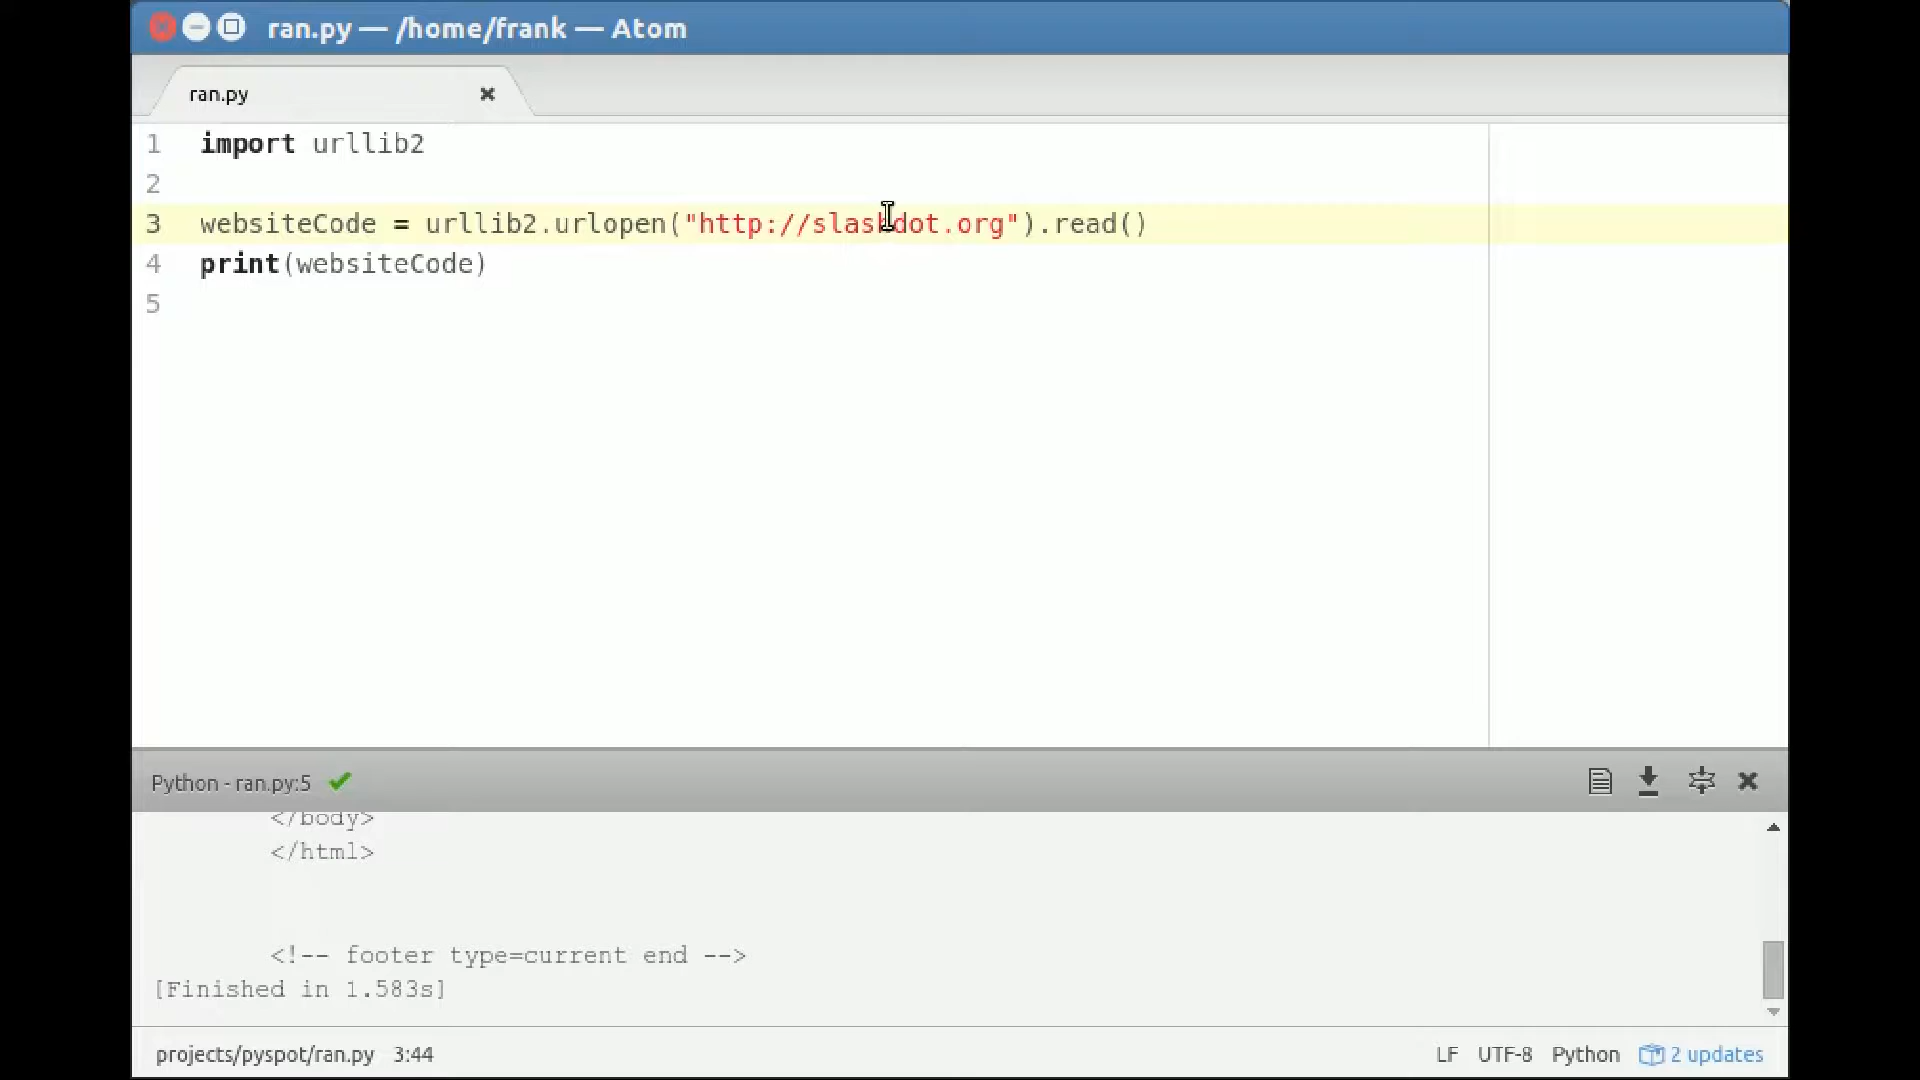 ran.py — /home/frank — Atom
ran.py
1 import urllib2
2
3 websiteCode = urllib2.urlopen("http://slashdot.org").read()
4 print(websiteCode)
5
Python - ran.py:5
</body>
</html>
<!-- footer type=current end -->
[Finished in 1.583s]
projects/pyspot/ran.py 3:44 LF UTF-8 Python 2 updates